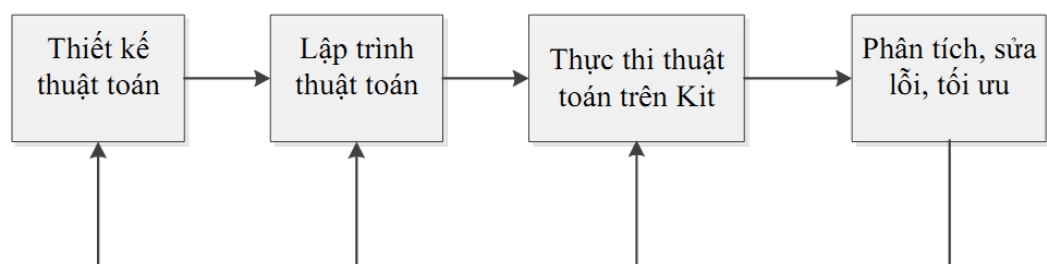 Thiết kế
thuật toán
Lập trình
thuật toán
Thực thi thuật
toán trên Kit
Phân tích, sửa
lỗi, tối ưu